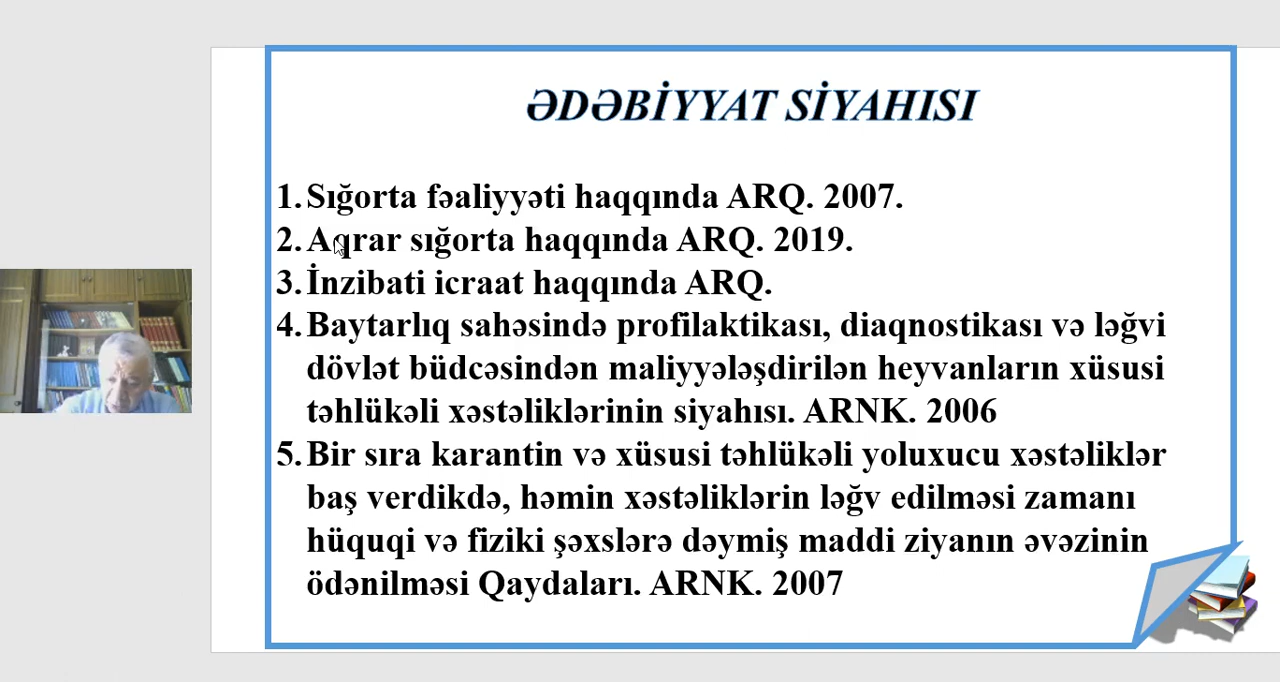 ƏDƏBİYYAT SİYAHISI
1. Sığorta fəaliyyəti haqqında ARQ. 2007.
2. Aqrar sığorta haqqında ARQ. 2019.
3. İnzibati icraat haqqında ARQ.
4. Baytarlıq sahəsində profilaktikası, diaqnostikası və ləğvi
dövlət büdcəsindən maliyyələşdirilən heyvanların xüsusi
təhlükəli xəstəliklərinin siyahısı. ARNK. 2006
5. Bir sıra karantin və xüsusi təhlükəli yoluxucu xəstəliklər
baş verdikdə, həmin xəstəliklərin ləğv edilməsi zamanı
hüquqi və fiziki şəxslərə dəymiş maddi ziyanın əvəzinin
ödənilməsi Qaydaları. ARNK. 2007